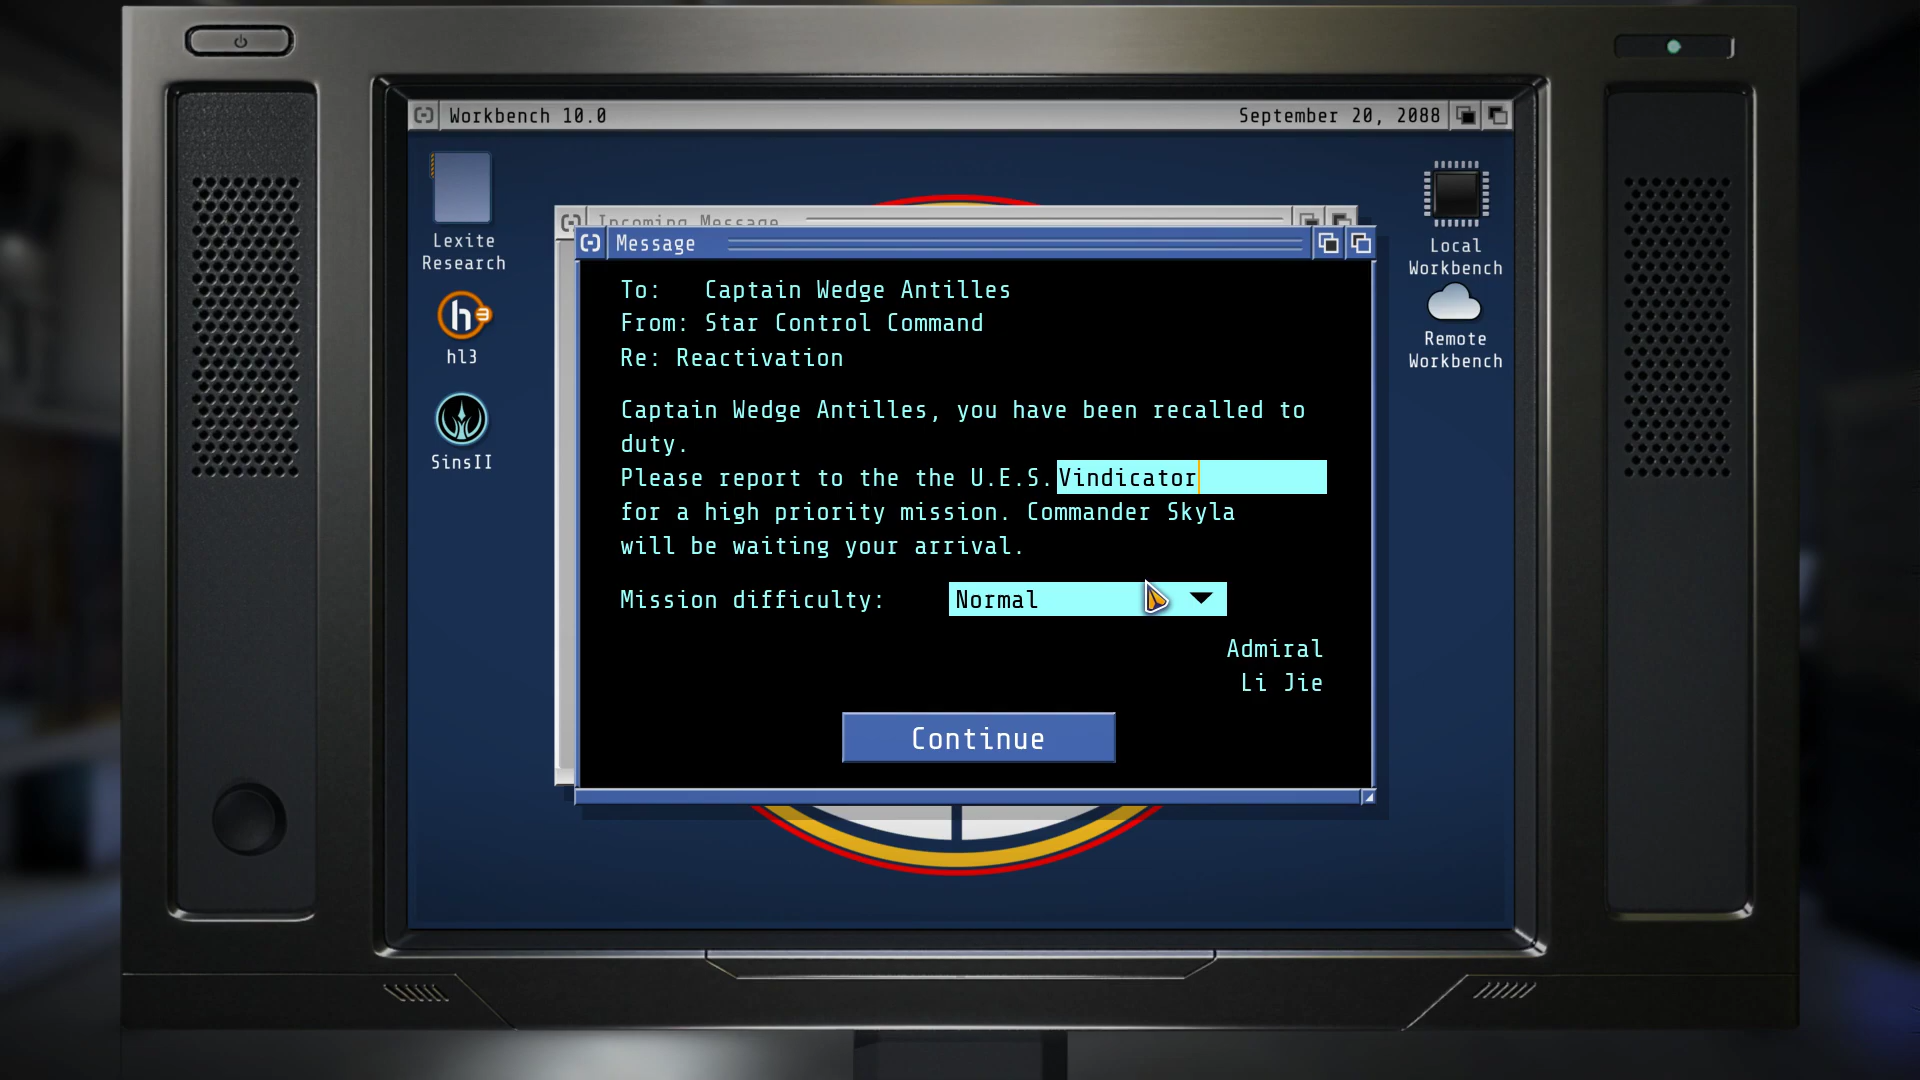 Workbench 10.0
September 20, 2088
Lexite
Research
hl3
SinsII
Local
Workbench
Remote
Workbench
Incoming Message
Message
To: Captain Wedge Antilles
From: Star Control Command
Re: Reactivation
Captain Wedge Antilles, you have been recalled to
duty.
Please report to the the U.E.S. Vindicator
for a high priority mission. Commander Skyla
will be waiting your arrival.
Mission difficulty: Normal
Admiral
Li Jie
Continue